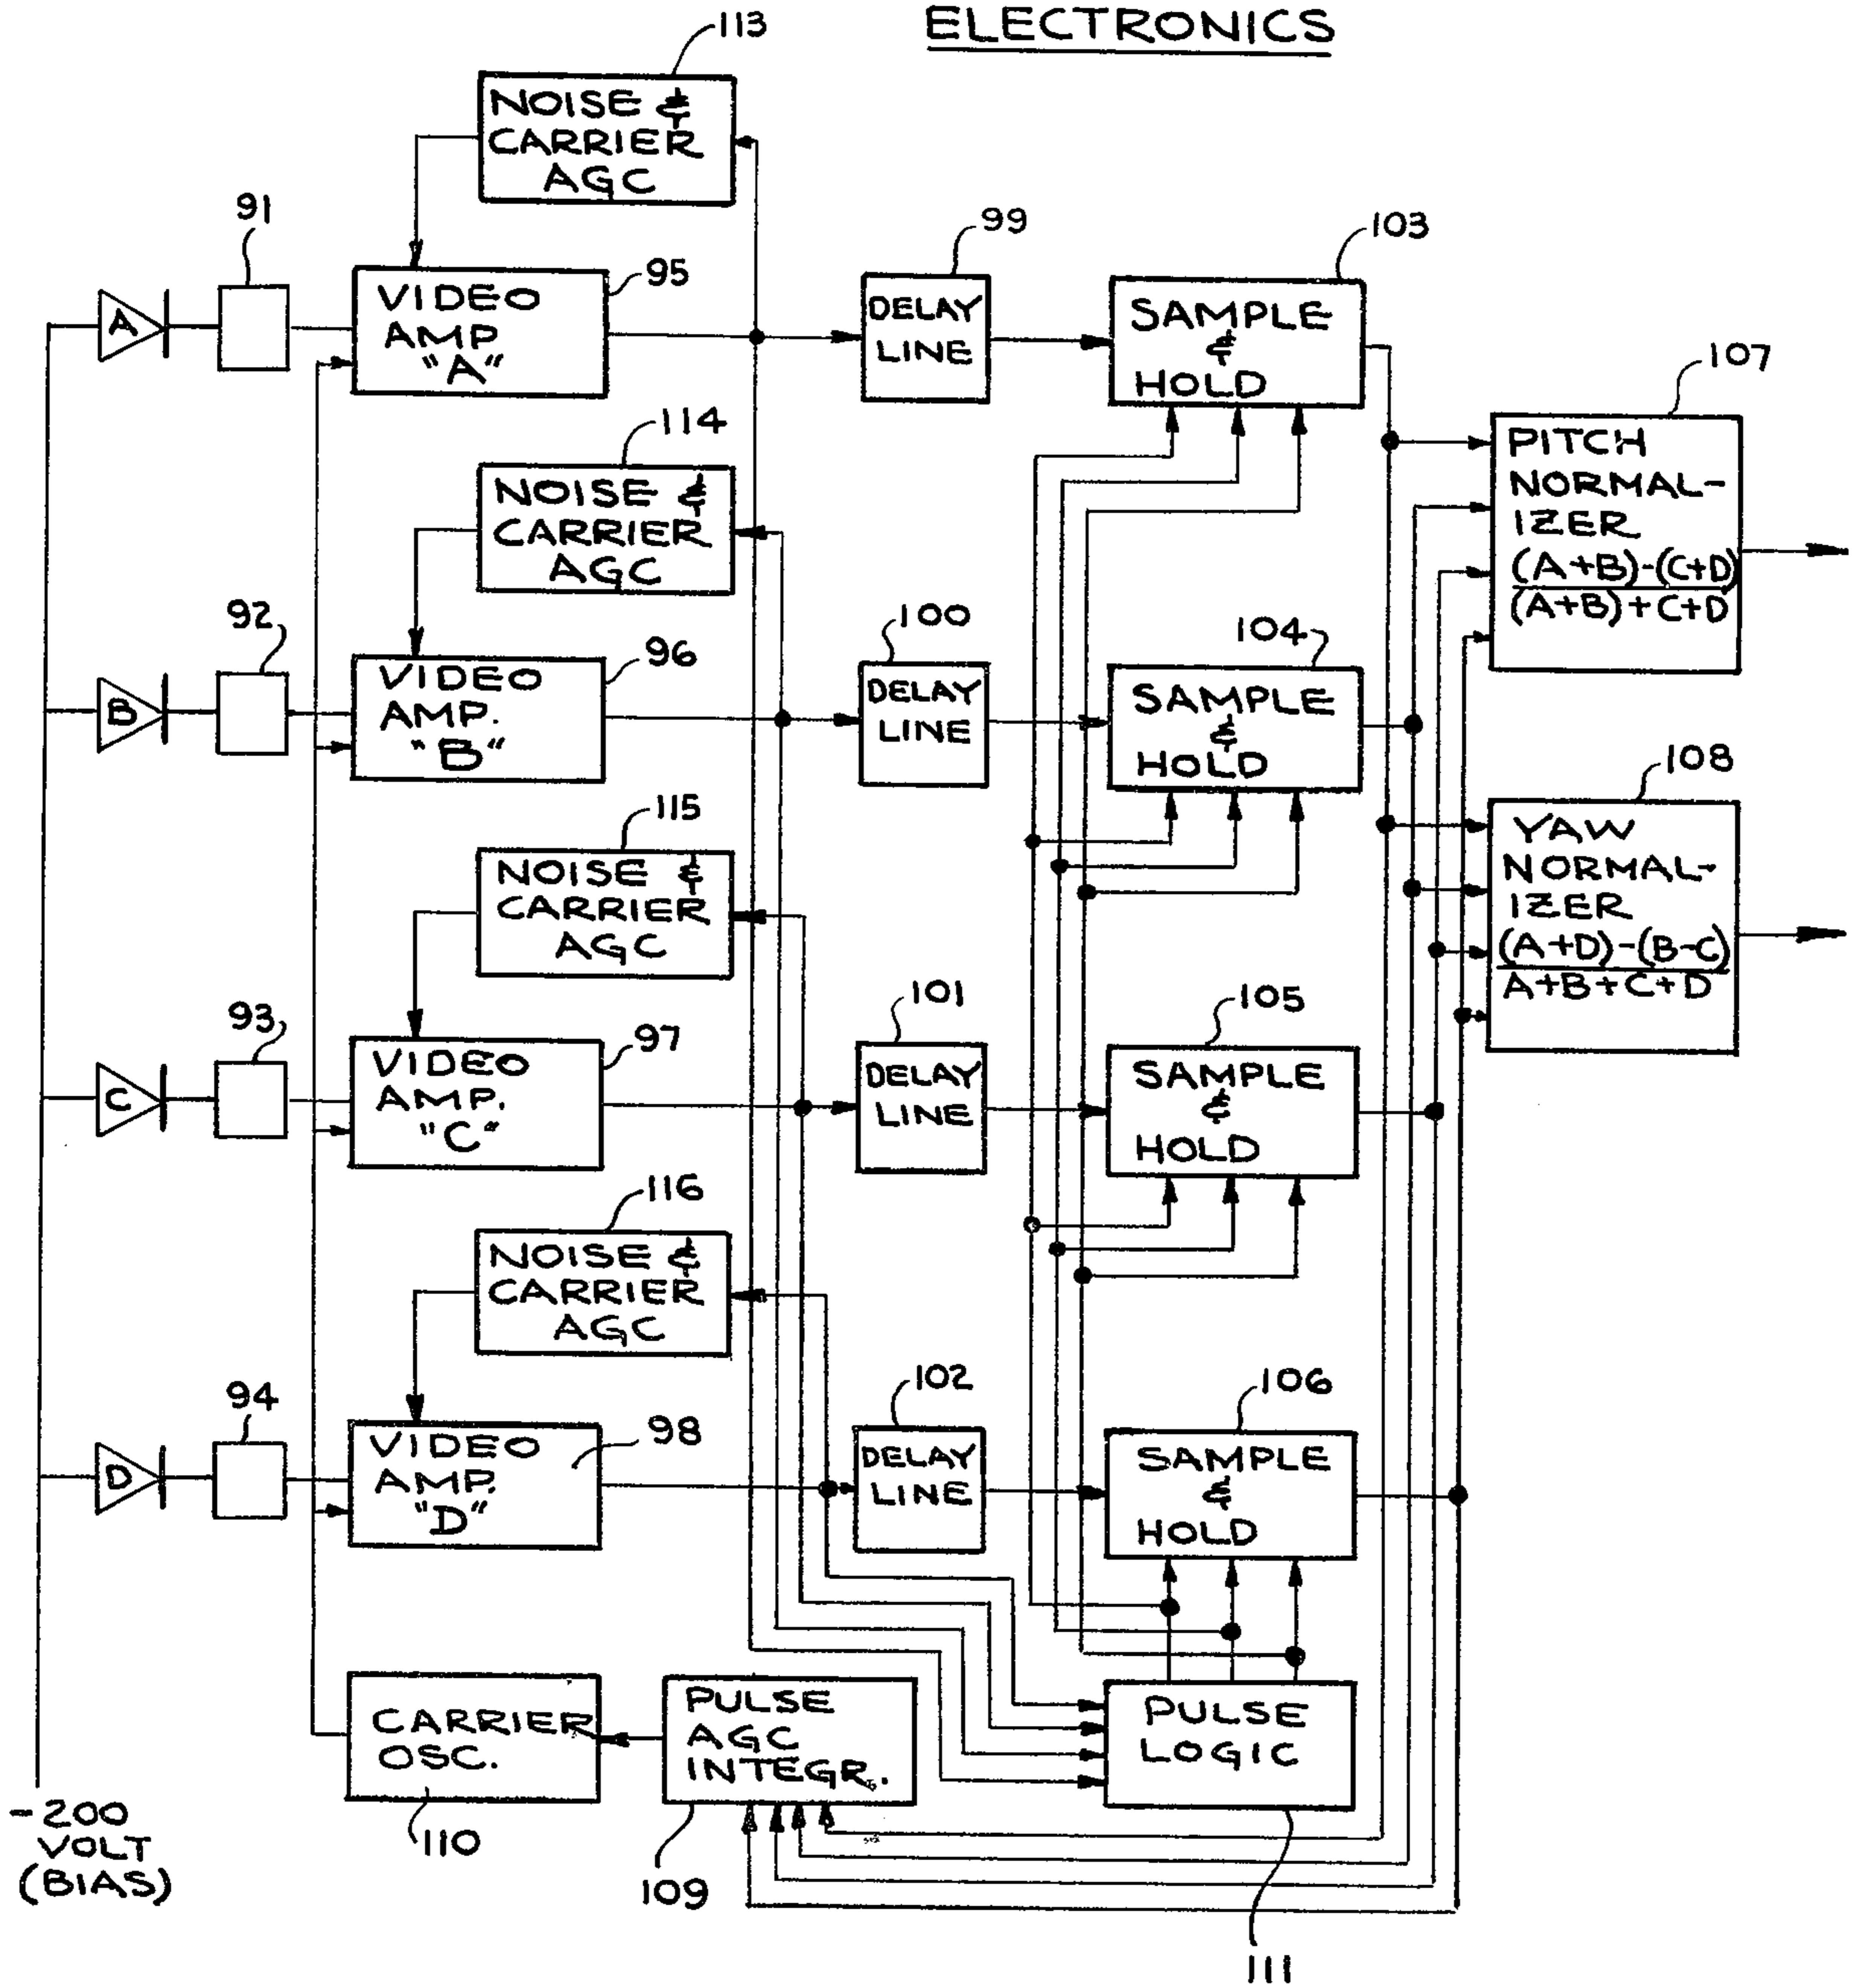 ELECTRONICS
113
NOISE &
CARRIER
AGC
91
95
VIDEO
AMP
"A"
A
99
DELAY
LINE
103
SAMPLE
&
HOLD
107
PITCH
NORMAL-
IZER
(A+B)-(C+D)
(A+B)+C+D
114
NOISE &
CARRIER
AGC
92
96
VIDEO
AMP.
"B"
B
100
DELAY
LINE
104
SAMPLE
&
HOLD
108
YAW
NORMAL-
IZER
(A+D)-(B-C)
A+B+C+D
115
NOISE &
CARRIER
AGC
93
97
VIDEO
AMP.
"C"
C
101
DELAY
LINE
105
SAMPLE
&
HOLD
116
NOISE &
CARRIER
AGC
94
98
VIDEO
AMP.
"D"
D
102
DELAY
LINE
106
SAMPLE
&
HOLD
CARRIER
OSC.
110
PULSE
AGC
INTEGR.
109
PULSE
LOGIC
111
-200
VOLT
(BIAS)